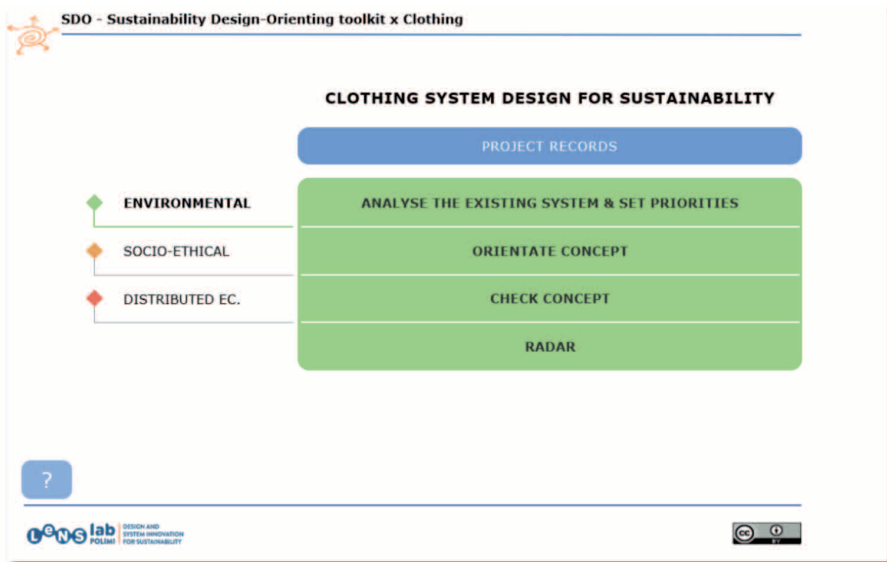 SDO - Sustainability Design-Orienting toolkit x Clothing
CLOTHING SYSTEM DESIGN FOR SUSTAINABILITY
PROJECT RECORDS
ENVIRONMENTAL
ANALYSE THE EXISTING SYSTEM & SET PRIORITIES
SOCIO-ETHICAL
ORIENTATE CONCEPT
DISTRIBUTED EC.
CHECK CONCEPT
RADAR
?
LeNS lab
POLIMI
DESIGN AND
SYSTEM INNOVATION
FOR SUSTAINABILITY
cc
BY